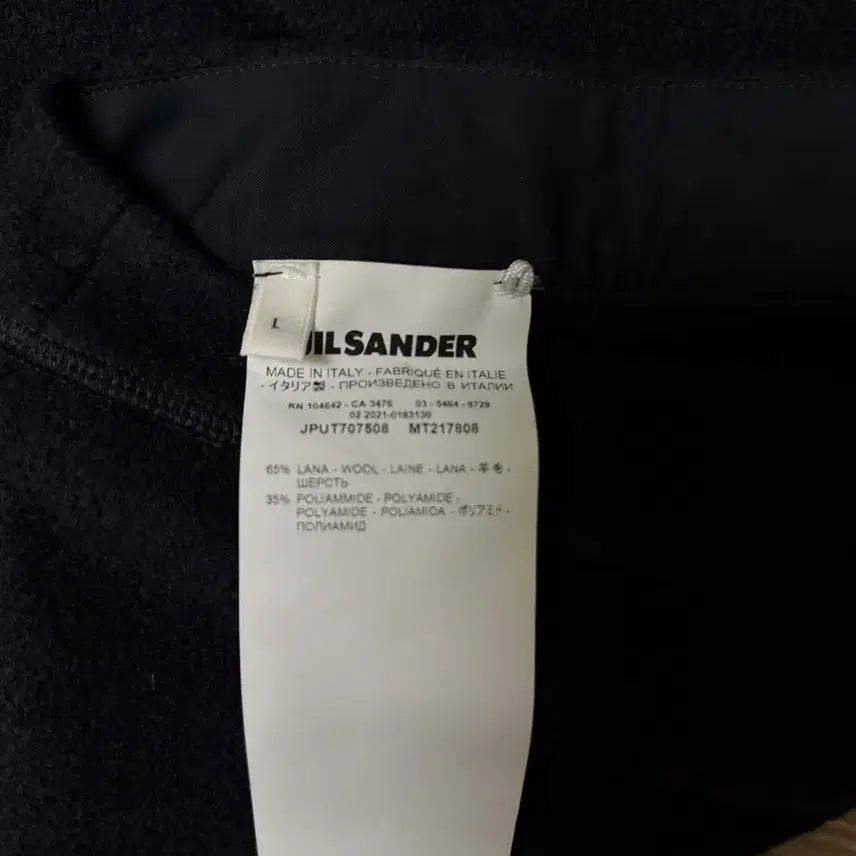 L
JIL SANDER
MADE IN ITALY - FABRIQUÉ EN ITALIE
- イタリア製 - ПРОИЗВЕДЕНО В ИТАЛИИ
RN 104642 - CA 3476 03-5464-6729
02 2021-0183130
JPUT707508 MT217808
65% LANA - WOOL - LAINE - LANA - 羊毛 -
ШЕРСТЬ
35% POLIAMMIDE - POLYAMIDE -
POLYAMIDE - POLIAMIDA - ポリアミド -
ПОЛИАМИД